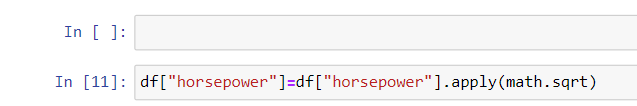 In [ ]:
In [11]: df["horsepower"]=df["horsepower"].apply(math.sqrt)